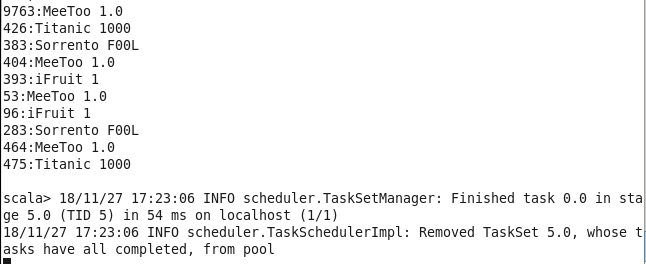 9763:MeeToo 1.0
426:Titanic 1000
383:Sorrento F00L
404:MeeToo 1.0
393:iFruit 1
53:MeeToo 1.0
96:iFruit 1
283:Sorrento F00L
464:MeeToo 1.0
475:Titanic 1000
scala> 18/11/27 17:23:06 INFO scheduler.TaskSetManager: Finished task 0.0 in sta
ge 5.0 (TID 5) in 54 ms on localhost (1/1)
18/11/27 17:23:06 INFO scheduler.TaskSchedulerImpl: Removed TaskSet 5.0, whose t
asks have all completed, from pool